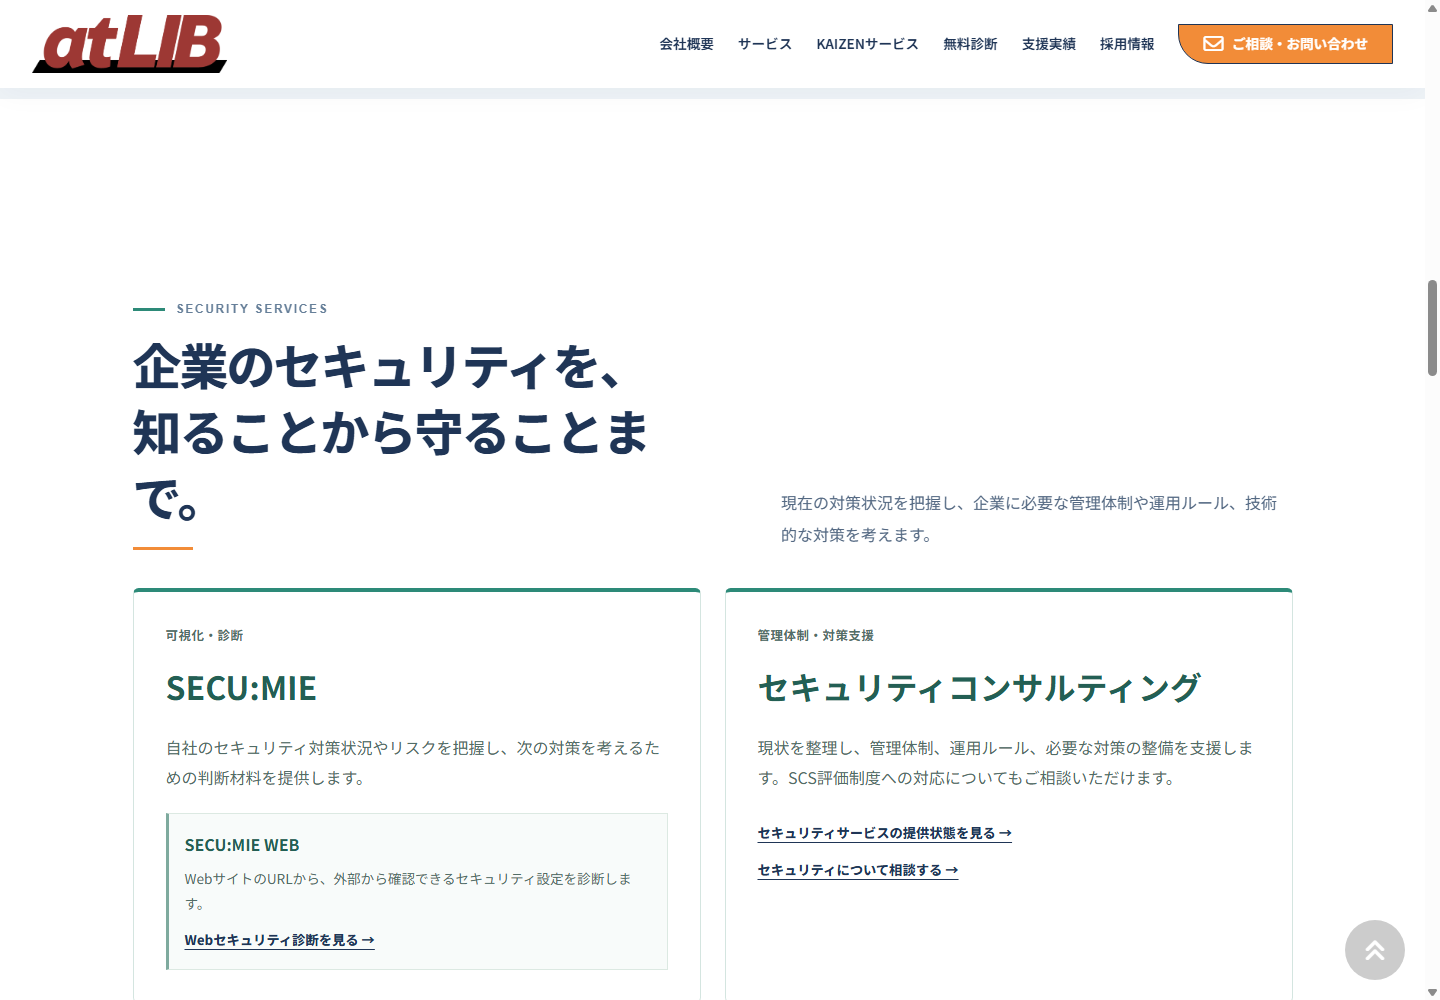 atLIB
会社概要
サービス
KAIZENサービス
無料診断
支援実績
採用情報
ご相談・お問い合わせ
SECURITY SERVICES
企業のセキュリティを、
知ることから守ることま
で。
現在の対策状況を把握し、企業に必要な管理体制や運用ルール、技術
的な対策を考えます。
可視化・診断
SECU:MIE
自社のセキュリティ対策状況やリスクを把握し、次の対策を考えるた
めの判断材料を提供します。
SECU:MIE WEB
WebサイトのURLから、外部から確認できるセキュリティ設定を診断しま
す。
Webセキュリティ診断を見る →
管理体制・対策支援
セキュリティコンサルティング
現状を整理し、管理体制、運用ルール、必要な対策の整備を支援しま
す。SCS評価制度への対応についてもご相談いただけます。
セキュリティサービスの提供状態を見る →
セキュリティについて相談する →